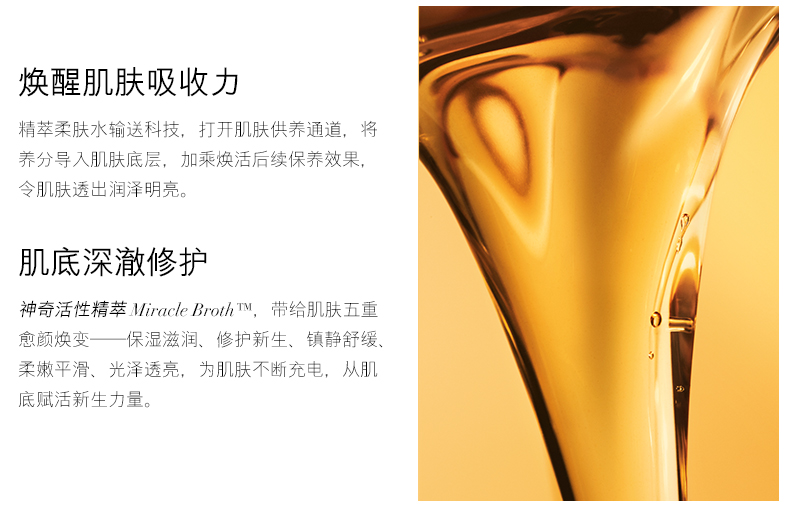 焕醒肌肤吸收力
精萃柔肤水输送科技，打开肌肤供养通道，将
养分导入肌肤底层，加乘焕活后续保养效果，
令肌肤透出润泽明亮。
肌底深澈修护
神奇活性精萃 Miracle Broth™，带给肌肤五重
愈颜焕变——保湿滋润、修护新生、镇静舒缓、
柔嫩平滑、光泽透亮，为肌肤不断充电，从肌
底赋活新生力量。